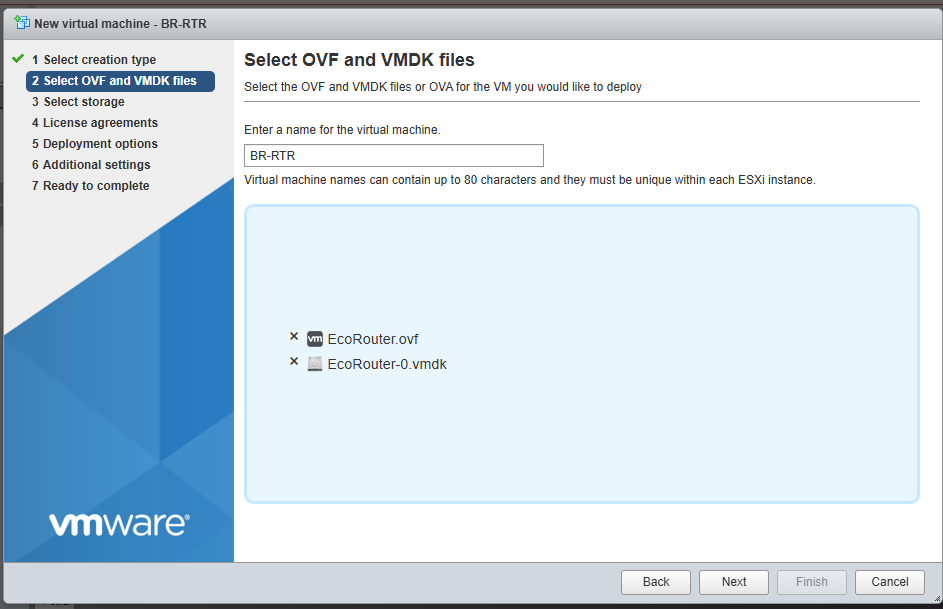 New virtual machine - BR-RTR
1 Select creation type
2 Select OVF and VMDK files
3 Select storage
4 License agreements
5 Deployment options
6 Additional settings
7 Ready to complete
vmware®
Select OVF and VMDK files
Select the OVF and VMDK files or OVA for the VM you would like to deploy
Enter a name for the virtual machine.
BR-RTR
Virtual machine names can contain up to 80 characters and they must be unique within each ESXi instance.
× vm EcoRouter.ovf
× EcoRouter-0.vmdk
Back Next Finish Cancel